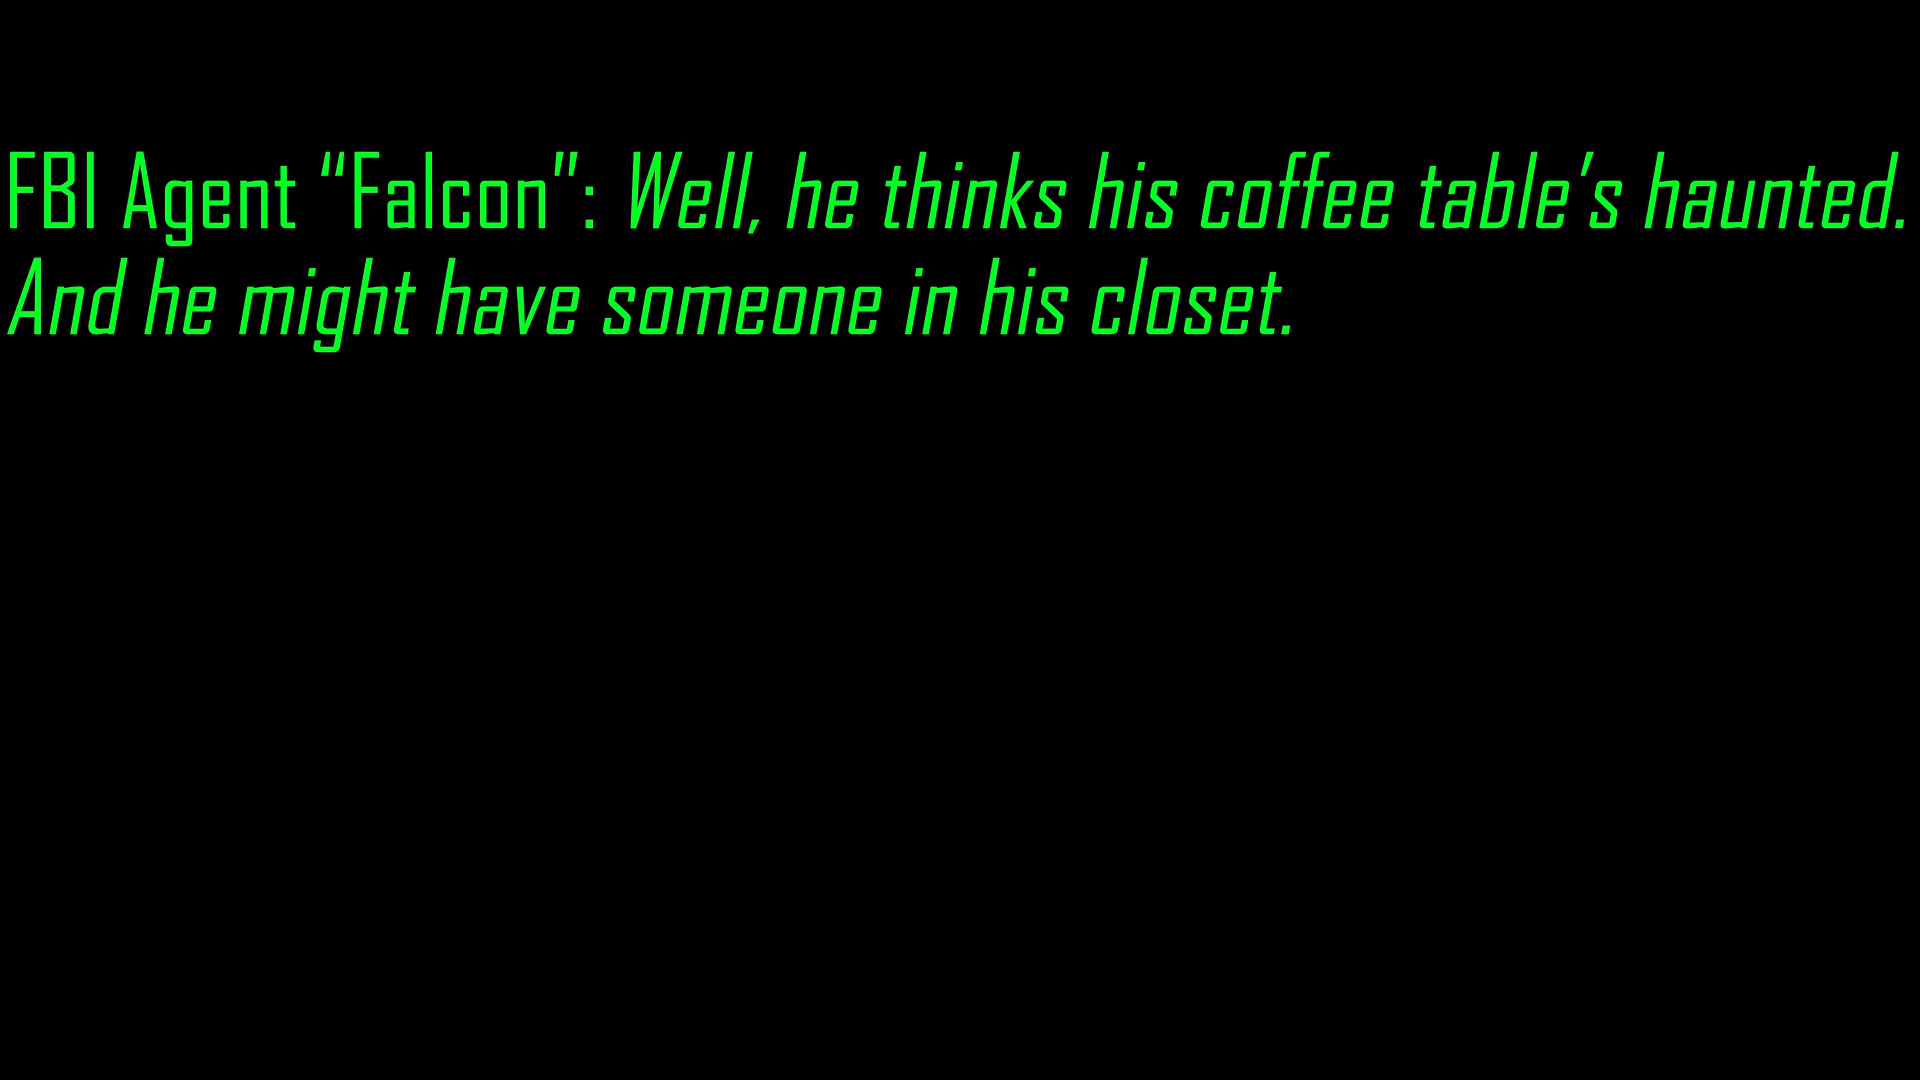 FBI Agent “Falcon”: Well, he thinks his coffee table’s haunted.
And he might have someone in his closet.